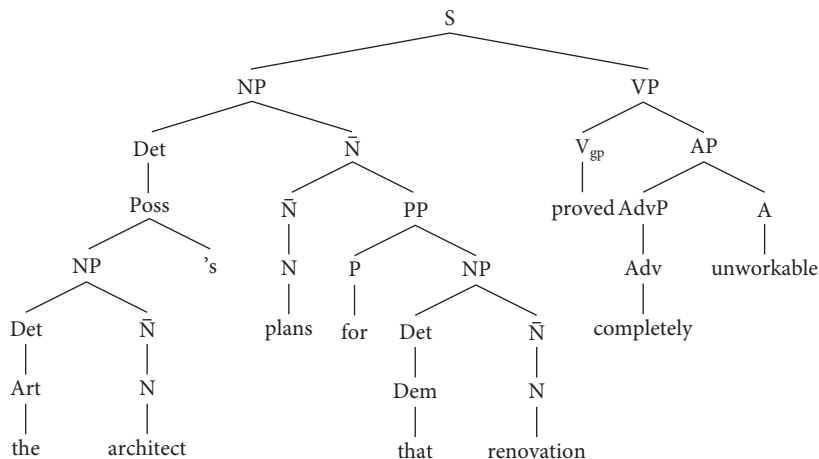 S
NP VP
Det N̄ V_gp AP
Poss N̄ PP proved AdvP A
NP ’s N P NP Adv unworkable
Det N̄ plans for Det N̄ completely
Art N Dem N
the architect that renovation